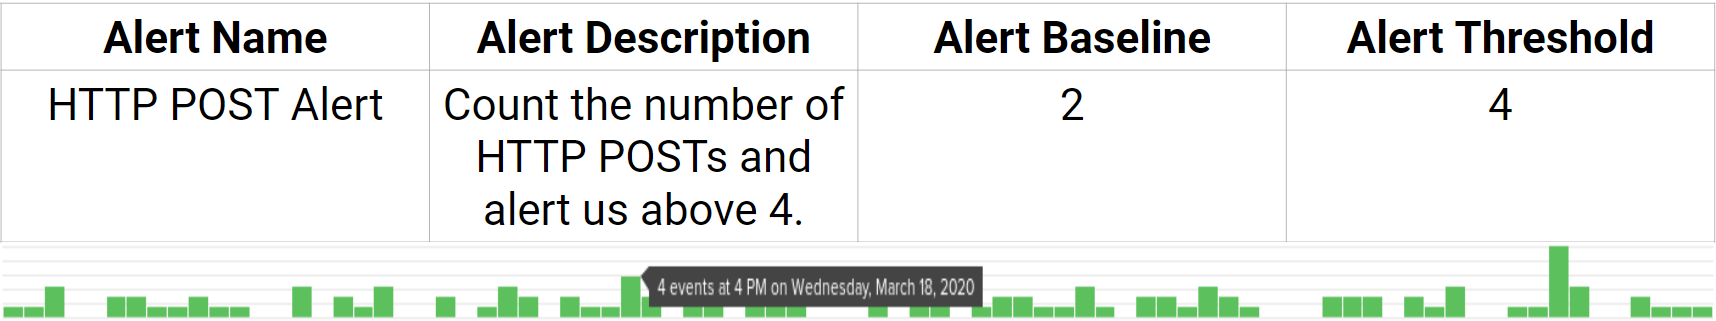 Alert Name Alert Description Alert Baseline Alert Threshold
HTTP POST Alert Count the number of 2 4
HTTP POSTs and
alert us above 4.
4 events at 4 PM on Wednesday, March 18, 2020